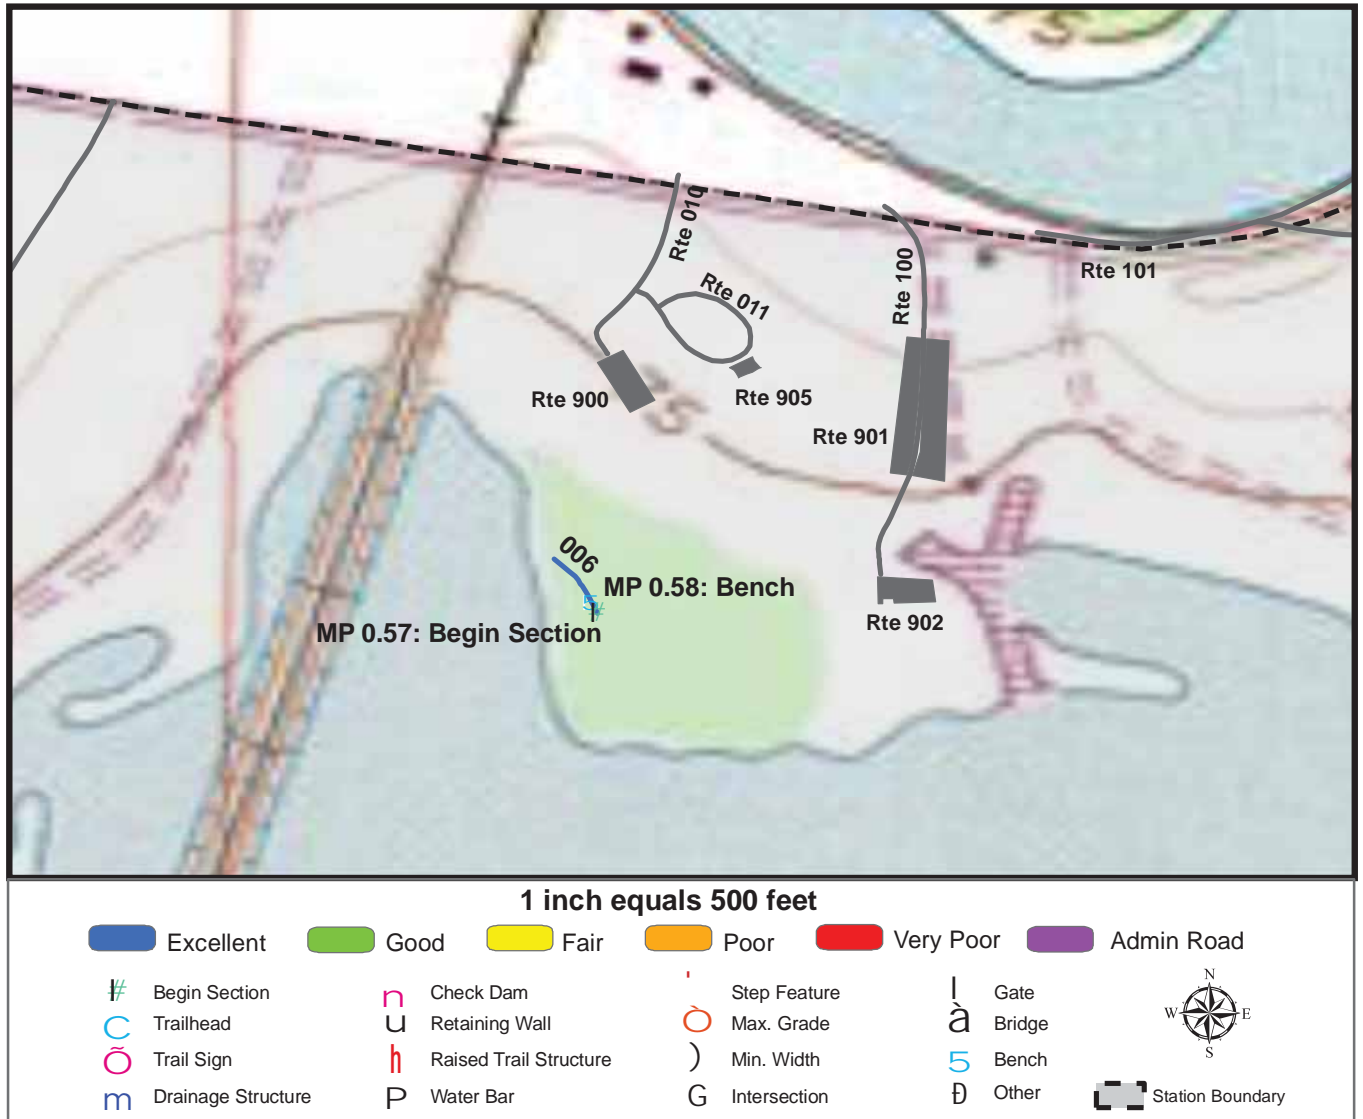 Rte 010
Rte 011
Rte 100
Rte 101
Rte 900
Rte 905
25
Rte 901
006
MP 0.58: Bench
MP 0.57: Begin Section
Rte 902
1 inch equals 500 feet
Excellent
Good
Fair
Poor
Very Poor
Admin Road
Begin Section
Check Dam
Step Feature
Gate
Trailhead
Retaining Wall
Max. Grade
Bridge
Trail Sign
Raised Trail Structure
Min. Width
Bench
Drainage Structure
Water Bar
Intersection
Other
Station Boundary
N
W
E
S